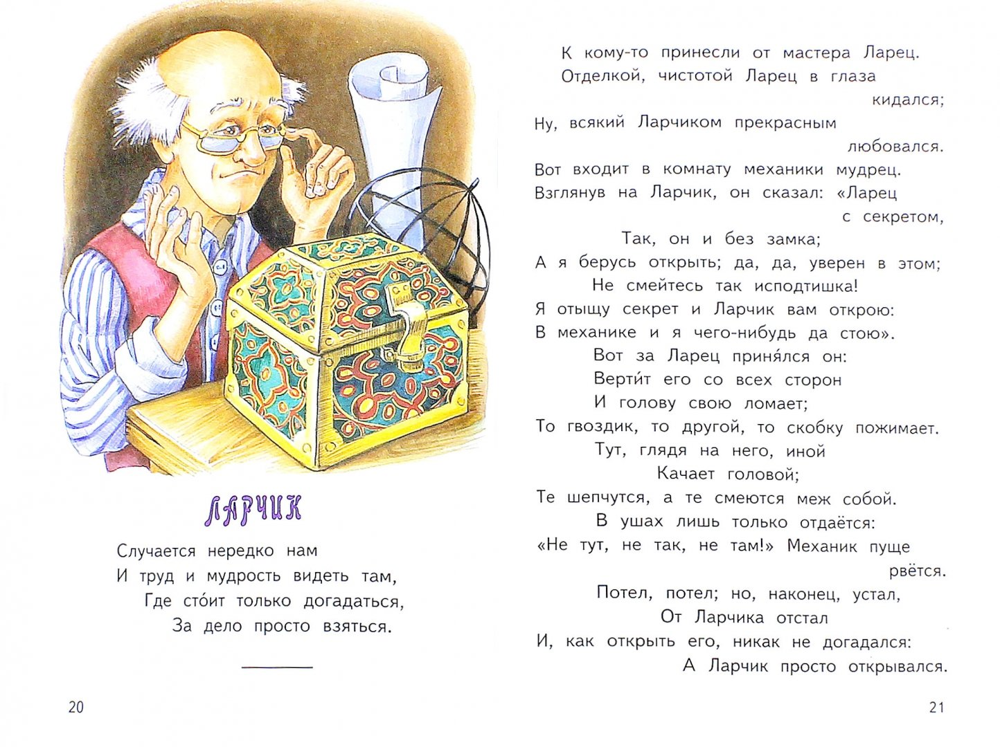 ЛАРЧИК
Случается нередко нам
И труд и мудрость видеть там,
Где сто́ит только догадаться,
За дело просто взяться.
20
К кому-то принесли от мастера Ларец.
Отделкой, чистотой Ларец в глаза
кидался;
Ну, всякий Ларчиком прекрасным
любовался.
Вот входит в комнату механики мудрец.
Взглянув на Ларчик, он сказал: «Ларец
с секретом,
Так, он и без замка;
А я берусь открыть; да, да, уверен в этом;
Не смейтесь так исподтишка!
Я отыщу секрет и Ларчик вам открою:
В механике и я чего-нибудь да стою».
Вот за Ларец приня́лся он:
Верти́т его со всех сторон
И голову свою ломает;
То гвоздик, то другой, то скобку пожимает.
Тут, глядя на него, иной
Качает головой;
Те шепчутся, а те смеются меж собой.
В ушах лишь только отдаётся:
«Не тут, не так, не там!» Механик пуще
рвётся.
Потел, потел; но, наконец, устал,
От Ларчика отстал
И, как открыть его, никак не догадался:
А Ларчик просто открывался.
21